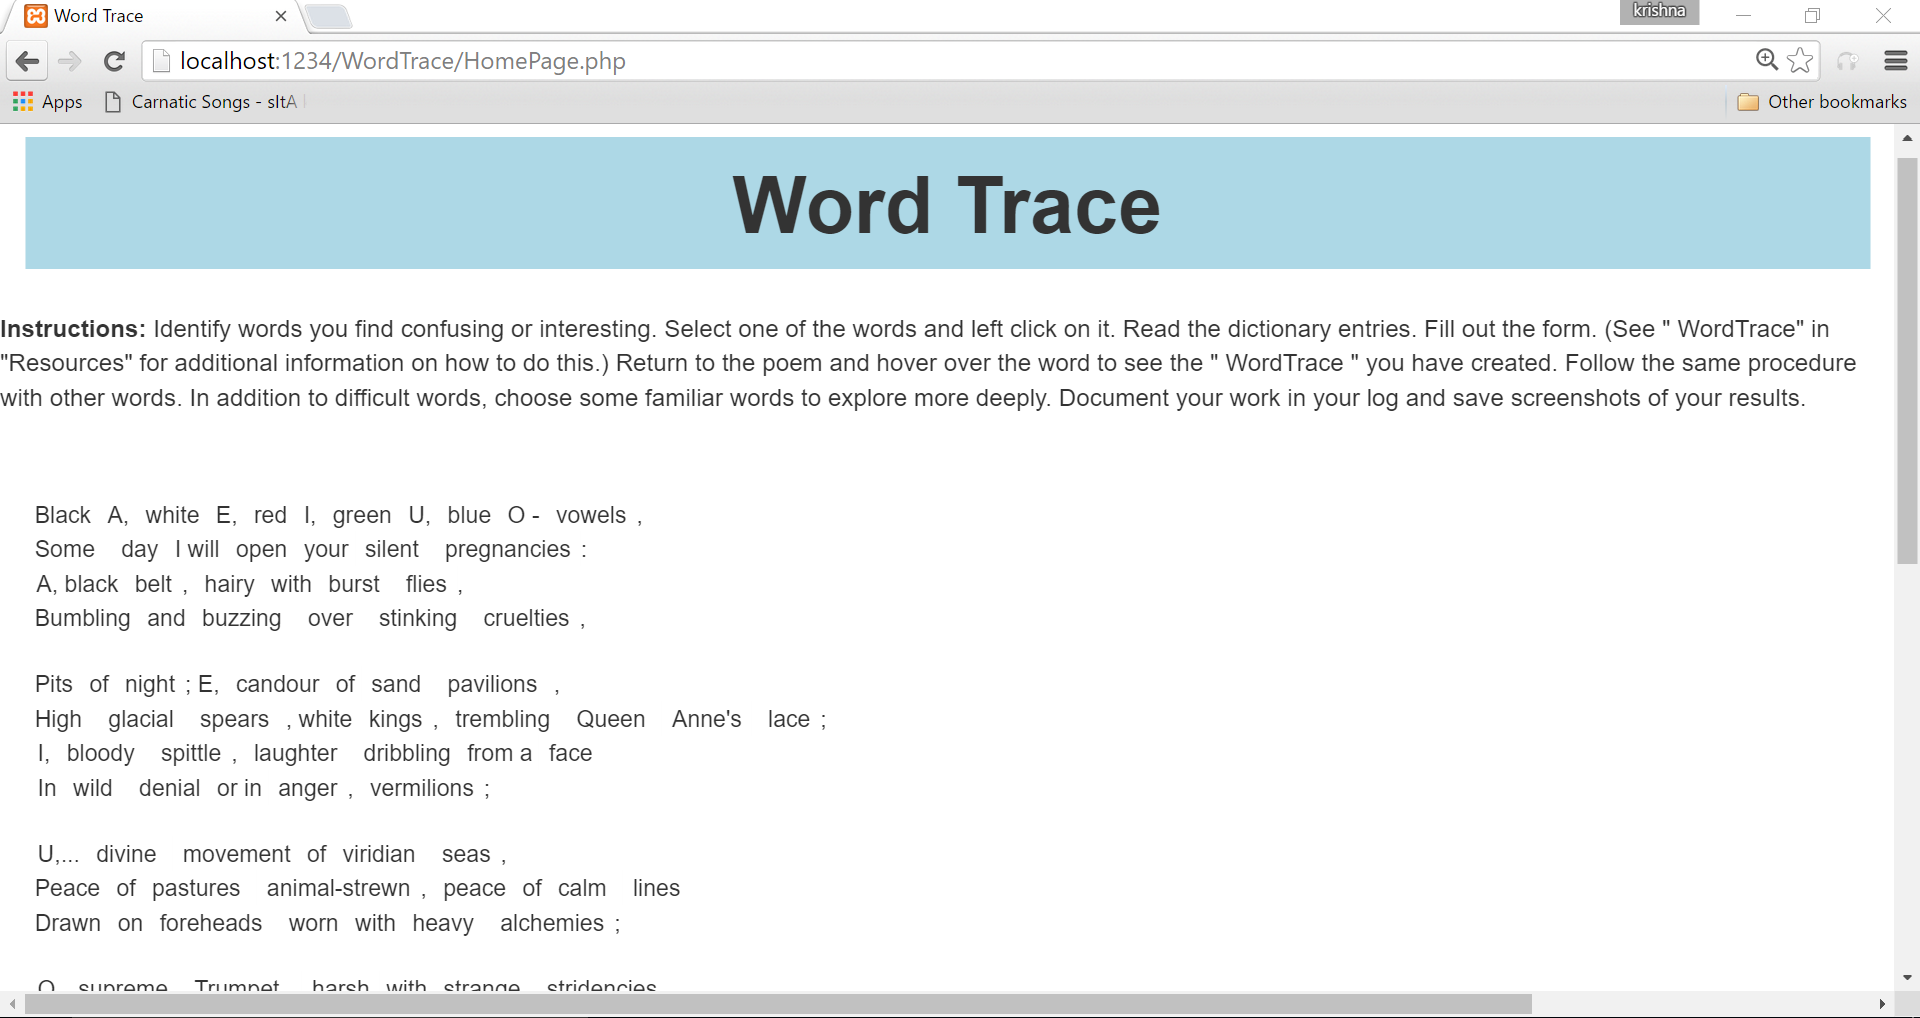 Word Trace
krishna
localhost:1234/WordTrace/HomePage.php
Apps Carnatic Songs - sItA Other bookmarks
Word Trace
Instructions: Identify words you find confusing or interesting. Select one of the words and left click on it. Read the dictionary entries. Fill out the form. (See " WordTrace" in
"Resources" for additional information on how to do this.) Return to the poem and hover over the word to see the " WordTrace " you have created. Follow the same procedure
with other words. In addition to difficult words, choose some familiar words to explore more deeply. Document your work in your log and save screenshots of your results.
Black A, white E, red I, green U, blue O - vowels ,
Some day I will open your silent pregnancies :
A, black belt , hairy with burst flies ,
Bumbling and buzzing over stinking cruelties ,
Pits of night ; E, candour of sand pavilions ,
High glacial spears , white kings , trembling Queen Anne's lace ;
I, bloody spittle , laughter dribbling from a face
In wild denial or in anger , vermilions ;
U,... divine movement of viridian seas ,
Peace of pastures animal-strewn , peace of calm lines
Drawn on foreheads worn with heavy alchemies ;
O supreme Trumpet harsh with strange stridencies